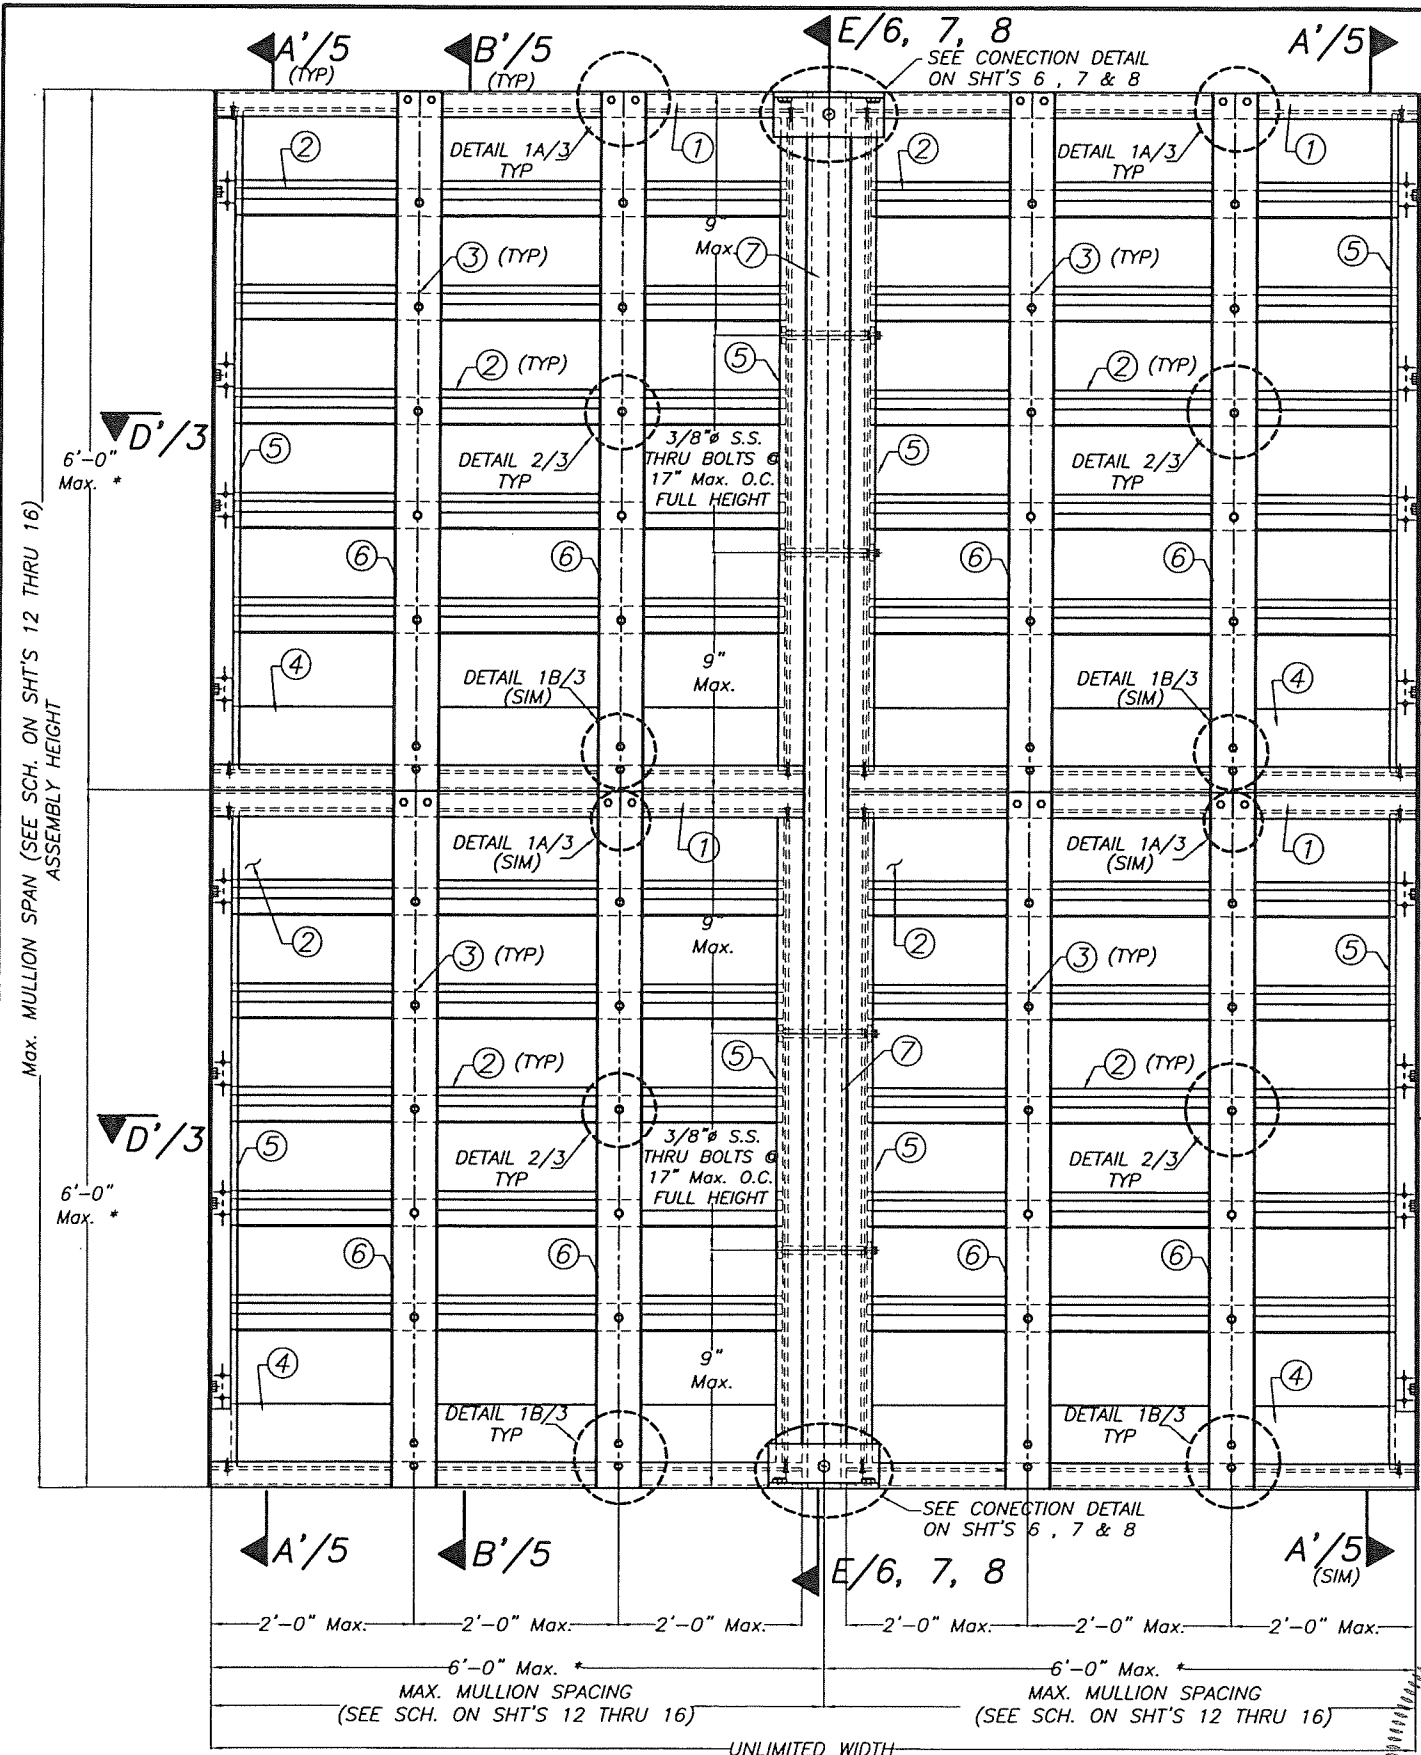 A'/5
(TYP)
B'/5
(TYP)
E/6, 7, 8
SEE CONECTION DETAIL
ON SHT'S 6 , 7 & 8
A'/5
2
DETAIL 1A/3
TYP
1
2
DETAIL 1A/3
TYP
1
9"
Max.
7
3 (TYP)
3 (TYP)
5
2 (TYP)
5
2 (TYP)
D'/3
6'-0"
Max. *
5
DETAIL 2/3
TYP
3/8"ø S.S.
THRU BOLTS @
17" Max. O.C.
FULL HEIGHT
5
DETAIL 2/3
TYP
6
6
6
6
Max. MULLION SPAN (SEE SCH. ON SHT'S 12 THRU 16)
ASSEMBLY HEIGHT
4
DETAIL 1B/3
(SIM)
9"
Max.
DETAIL 1B/3
(SIM)
4
DETAIL 1A/3
(SIM)
1
DETAIL 1A/3
(SIM)
1
2
9"
Max.
2
3 (TYP)
3 (TYP)
5
2 (TYP)
5
7
2 (TYP)
D'/3
6'-0"
Max. *
5
DETAIL 2/3
TYP
3/8"ø S.S.
THRU BOLTS @
17" Max. O.C.
FULL HEIGHT
5
DETAIL 2/3
TYP
6
6
6
6
4
9"
Max.
4
DETAIL 1B/3
TYP
DETAIL 1B/3
TYP
SEE CONECTION DETAIL
ON SHT'S 6 , 7 & 8
A'/5
B'/5
E/6, 7, 8
A'/5
(SIM)
2'-0" Max.
2'-0" Max.
2'-0" Max.
2'-0" Max.
2'-0" Max.
2'-0" Max.
6'-0" Max. *
6'-0" Max. *
MAX. MULLION SPACING
(SEE SCH. ON SHT'S 12 THRU 16)
MAX. MULLION SPACING
(SEE SCH. ON SHT'S 12 THRU 16)
UNLIMITED WIDTH